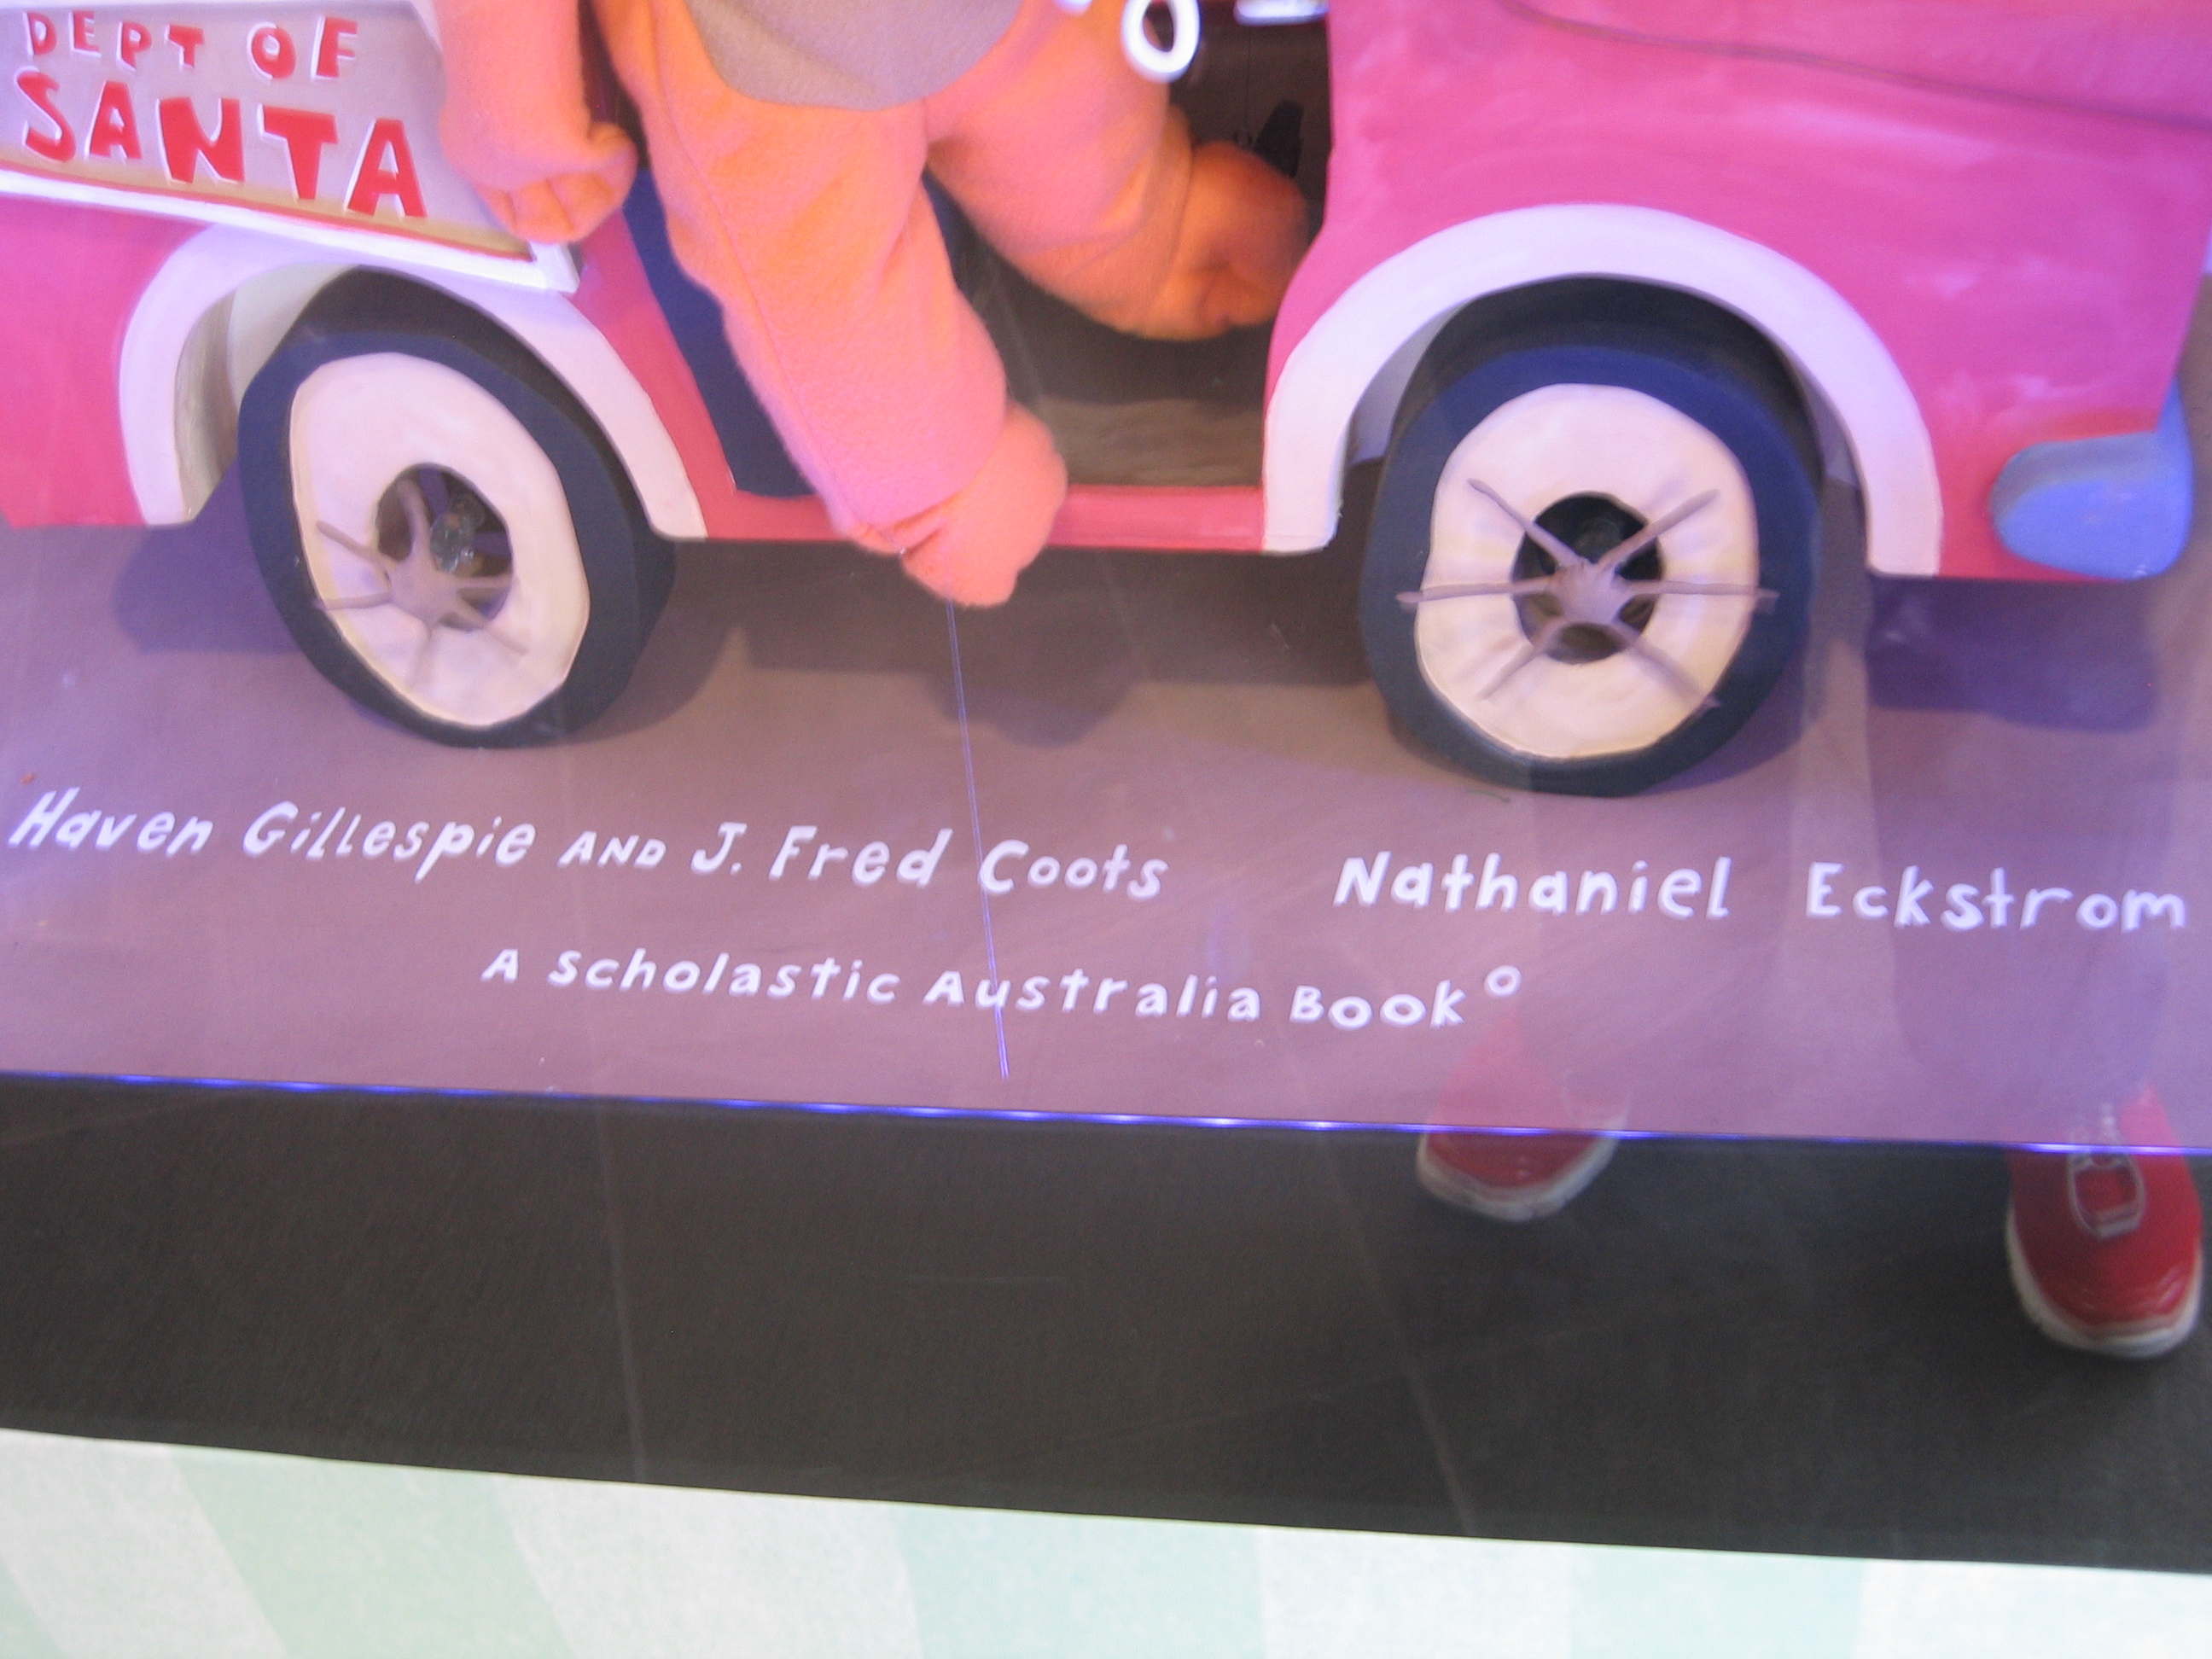 DEPT OF
SANTA
Haven Gillespie AND J. Fred Coots
Nathaniel Eckstrom
A Scholastic Australia Book